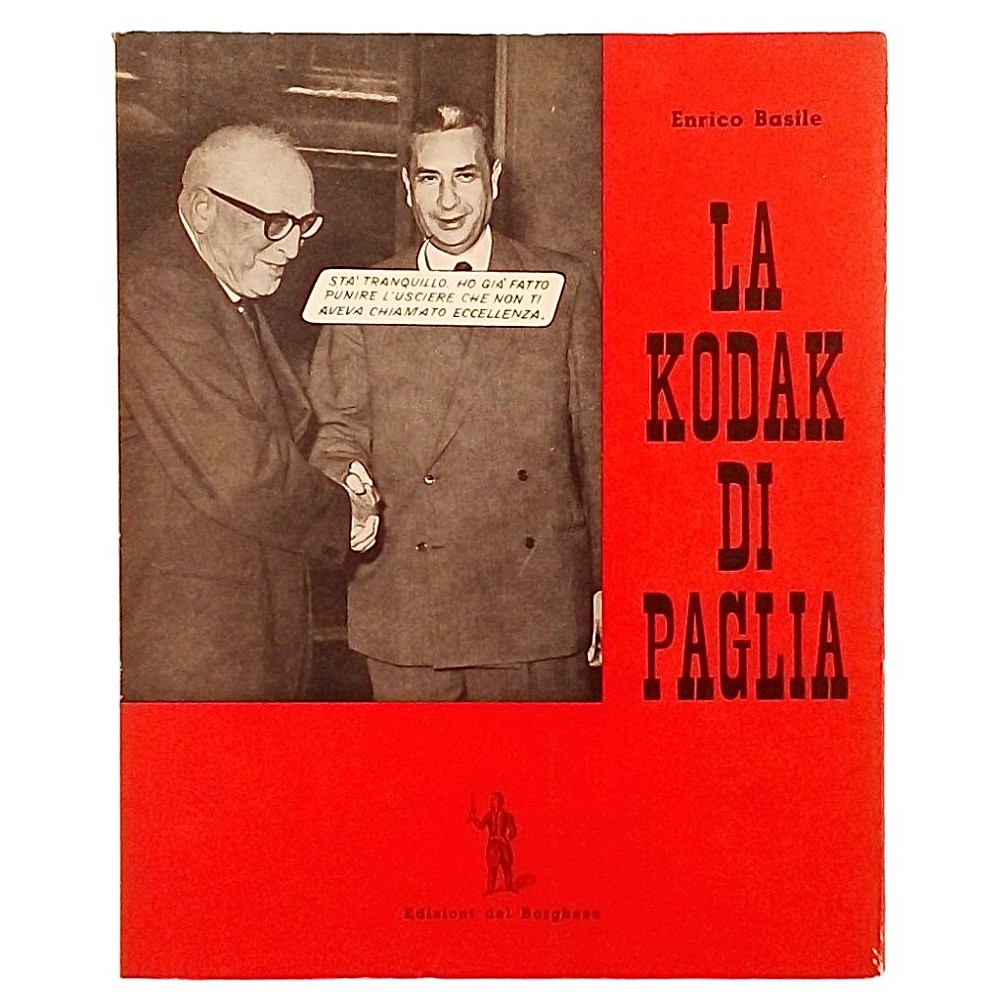 Enrico Basile
LA
KODAK
DI
PAGLIA
STA' TRANQUILLO. HO GIA' FATTO
PUNIRE L'USCIERE CHE NON TI
AVEVA CHIAMATO ECCELLENZA.
Edizioni del Borghese